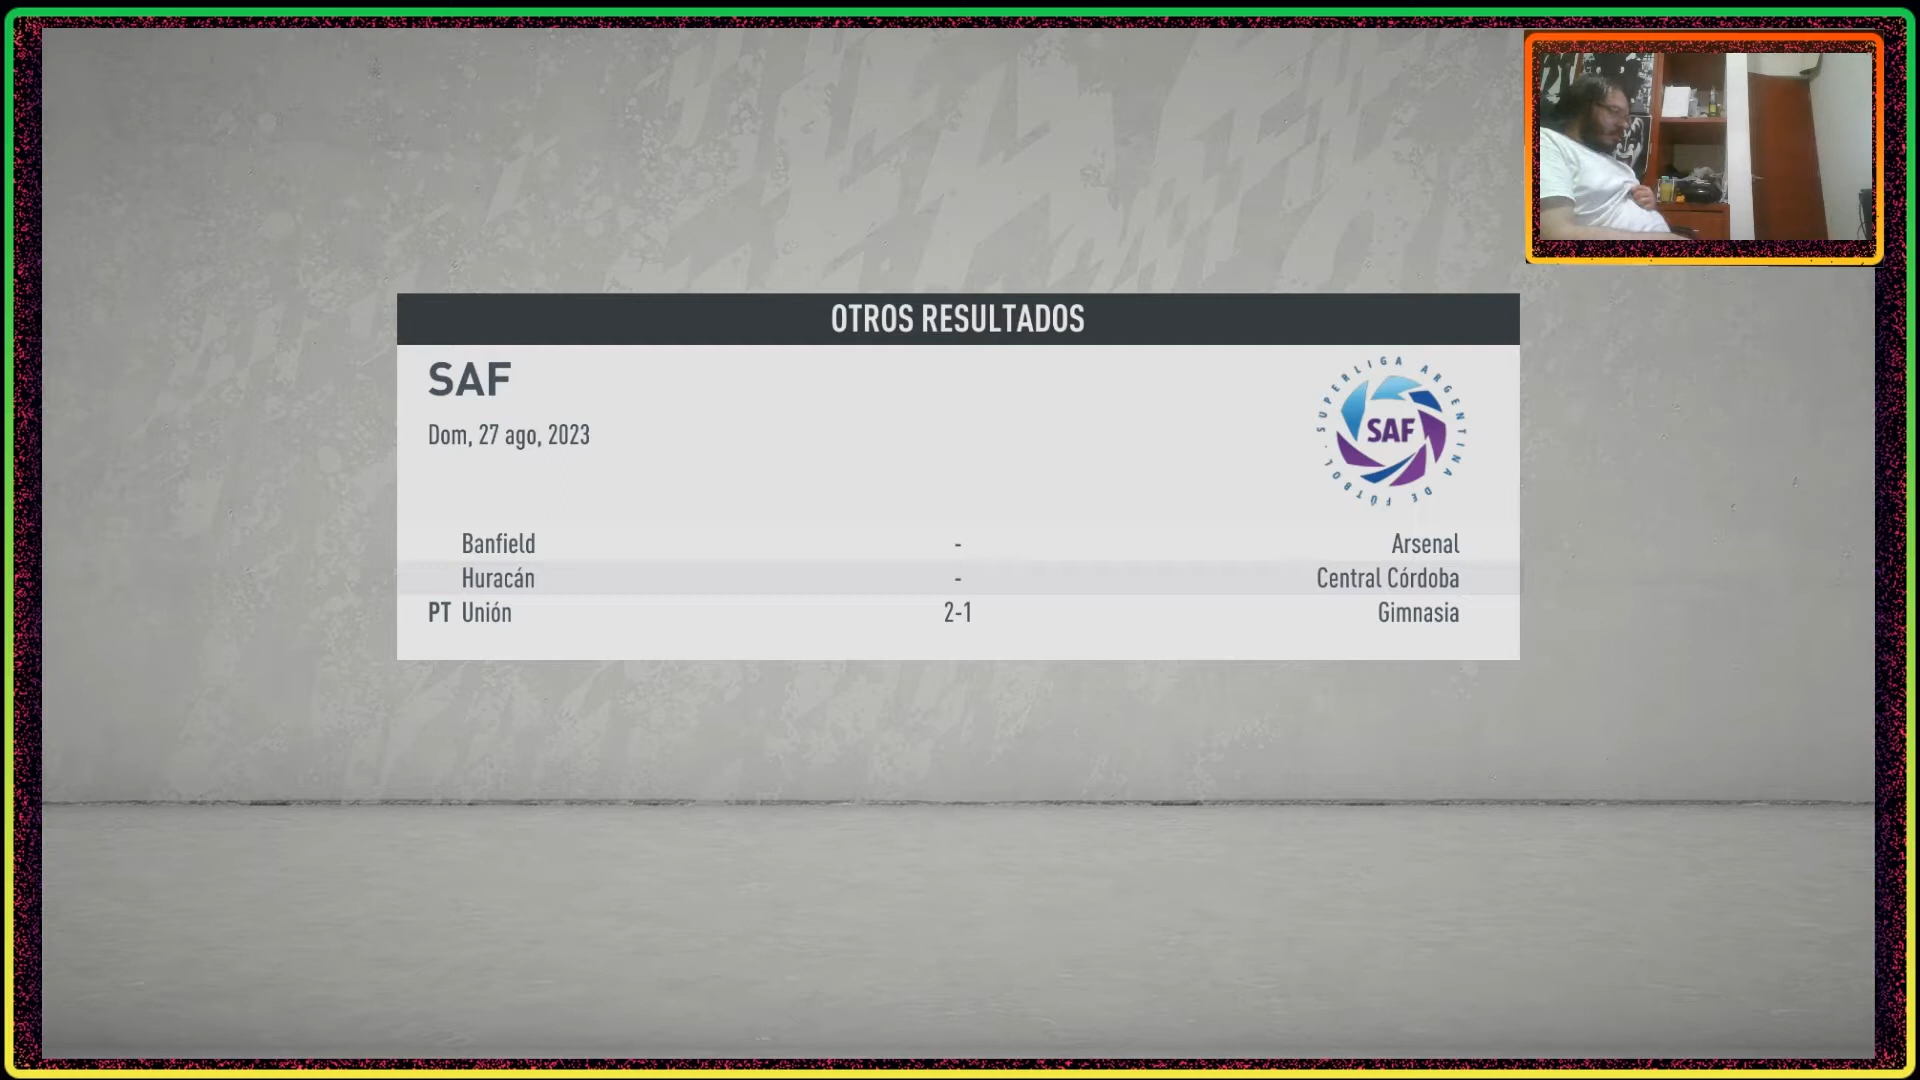 OTROS RESULTADOS
SAF
Dom, 27 ago, 2023
SUPERLIGA ARGENTINA DE FÚTBOL
SAF
Banfield - Arsenal
Huracán - Central Córdoba
PT Unión 2-1 Gimnasia